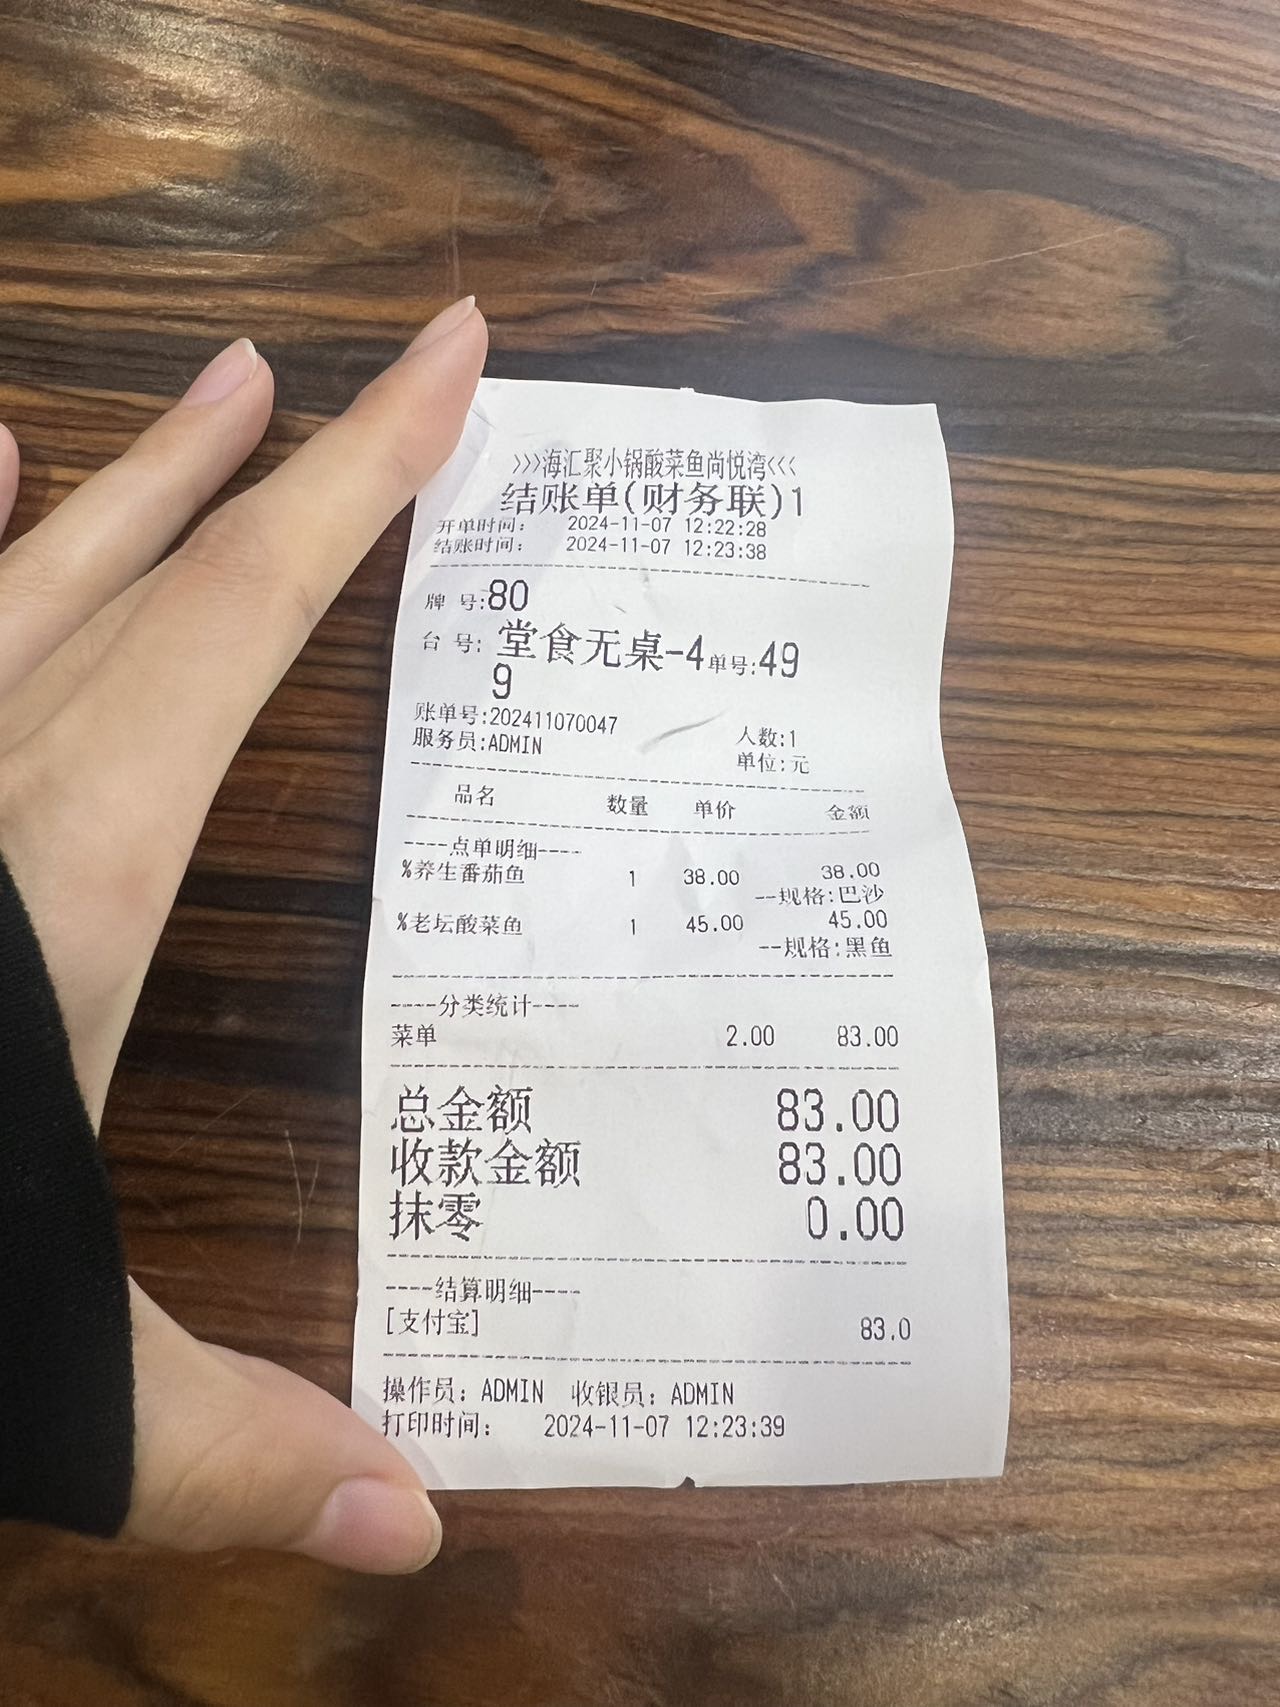 >>>海汇聚小锅酸菜鱼尚悦湾<<<
结账单(财务联)1
开单时间: 2024-11-07 12:22:28
结账时间: 2024-11-07 12:23:38
牌 号:80
台 号: 堂食无桌-4单号:49
9
账单号:202411070047
人数:1
服务员:ADMIN
单位:元
品名 数量 单价 金额
----点单明细----
%养生番茄鱼 1 38.00 38.00
--规格:巴沙
%老坛酸菜鱼 1 45.00 45.00
--规格:黑鱼
----分类统计----
菜单 2.00 83.00
总金额 83.00
收款金额 83.00
抹零 0.00
----结算明细----
[支付宝] 83.0
操作员: ADMIN 收银员: ADMIN
打印时间: 2024-11-07 12:23:39